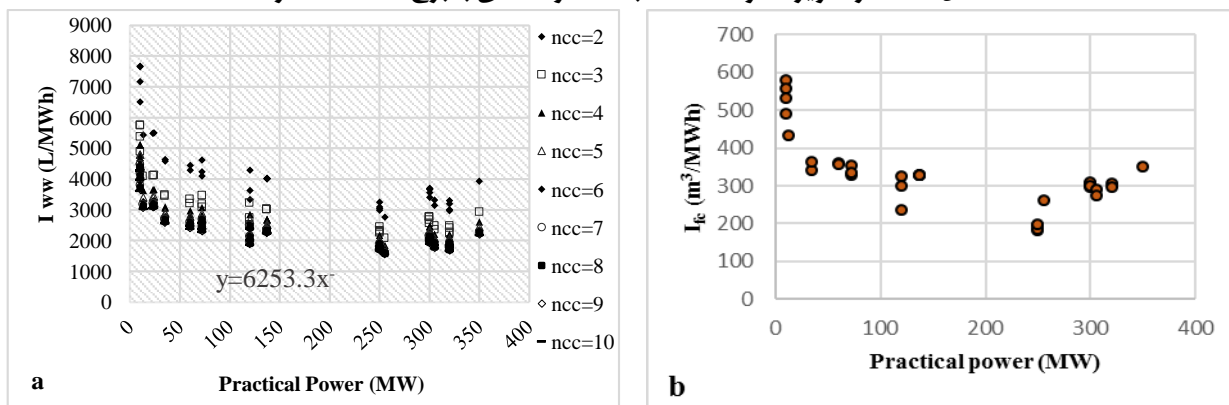 9000
8000
7000
6000
5000
4000
3000
2000
1000
0
I ww (L/MWh)
y=6253.3x-
0 50 100 150 200 250 300 350 400 450
Practical Power (MW)
a
ncc=2
ncc=3
ncc=4
ncc=5
ncc=6
ncc=7
ncc=8
ncc=9
ncc=10
700
600
500
400
300
200
100
0
I_fc (m³/MWh)
0 100 200 300 400
Practical power (MW)
b